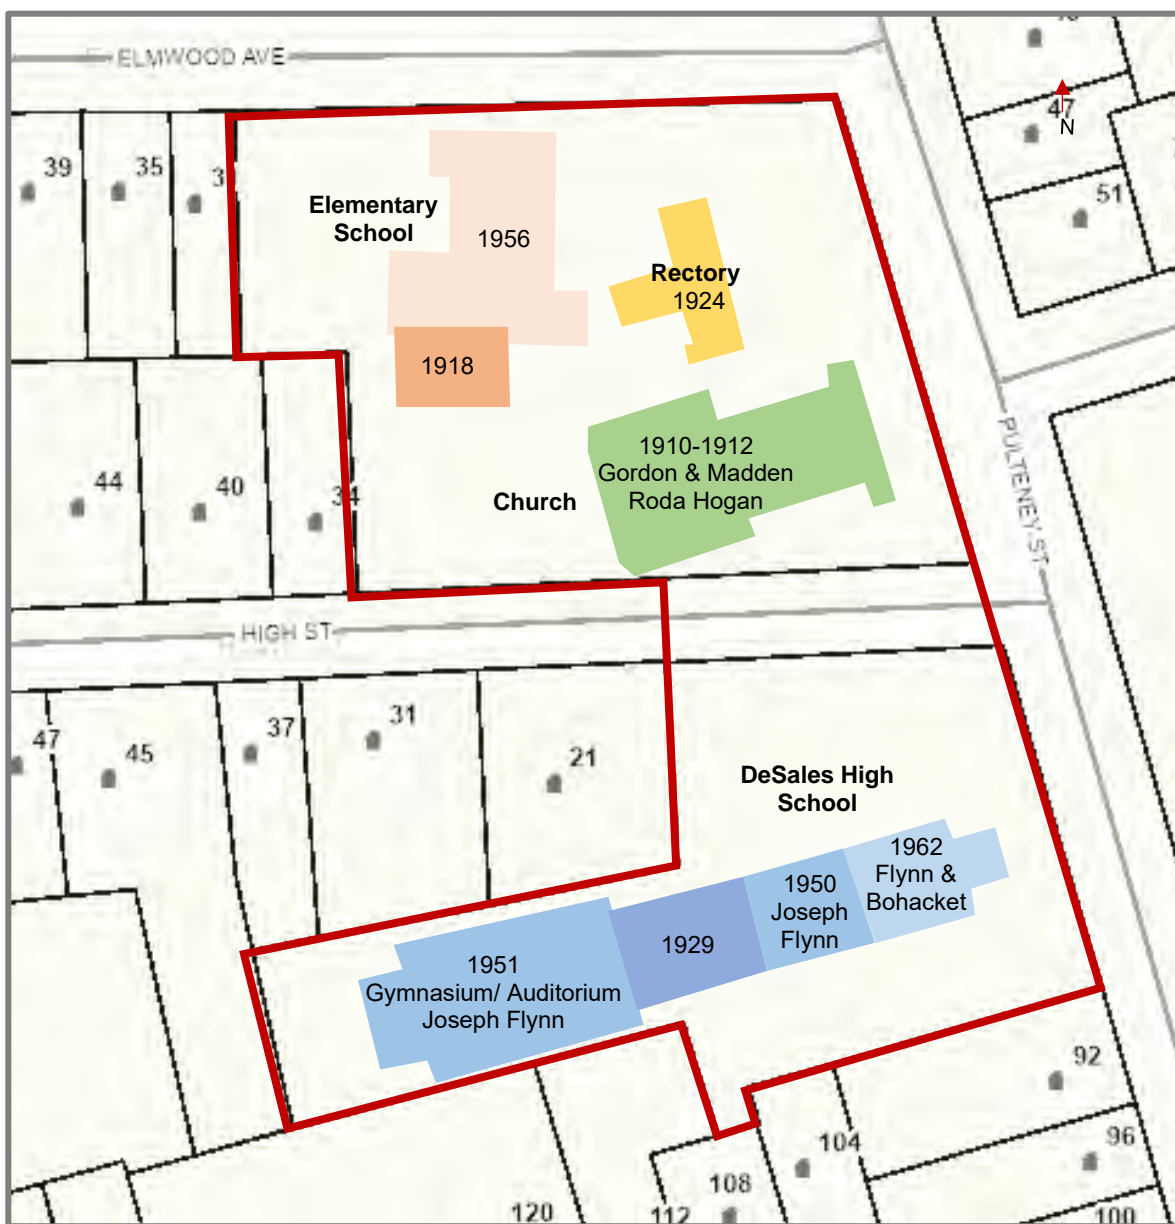 ELMWOOD AVE
47
N
39
35
51
3
Elementary
School
1956
Rectory
1924
1918
1910-1912
Gordon & Madden
Roda Hogan
Church
PULTENEY ST
44
40
34
HIGH ST
47
45
37
31
21
DeSales High
School
1962
Flynn &
Bohacket
1950
Joseph
Flynn
1929
1951
Gymnasium/ Auditorium
Joseph Flynn
92
96
104
108
120
112
100